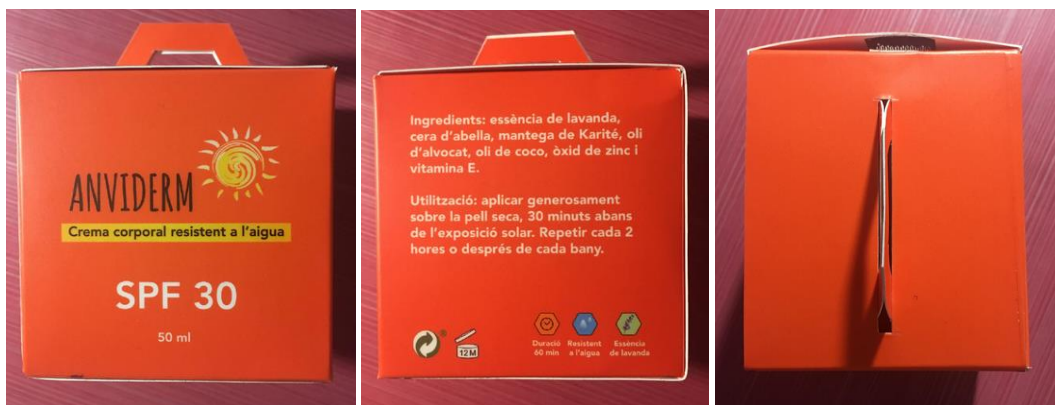 ANVIDERM
Crema corporal resistent a l'aigua
SPF 30
50 ml
Ingredients: essència de lavanda,
cera d'abella, mantega de Karité, oli
d'alvocat, oli de coco, òxid de zinc i
vitamina E.
Utilització: aplicar generosament
sobre la pell seca, 30 minuts abans
de l'exposició solar. Repetir cada 2
hores o després de cada bany.
12M
Duració
60 min
Resistent
a l'aigua
Essència
de lavanda